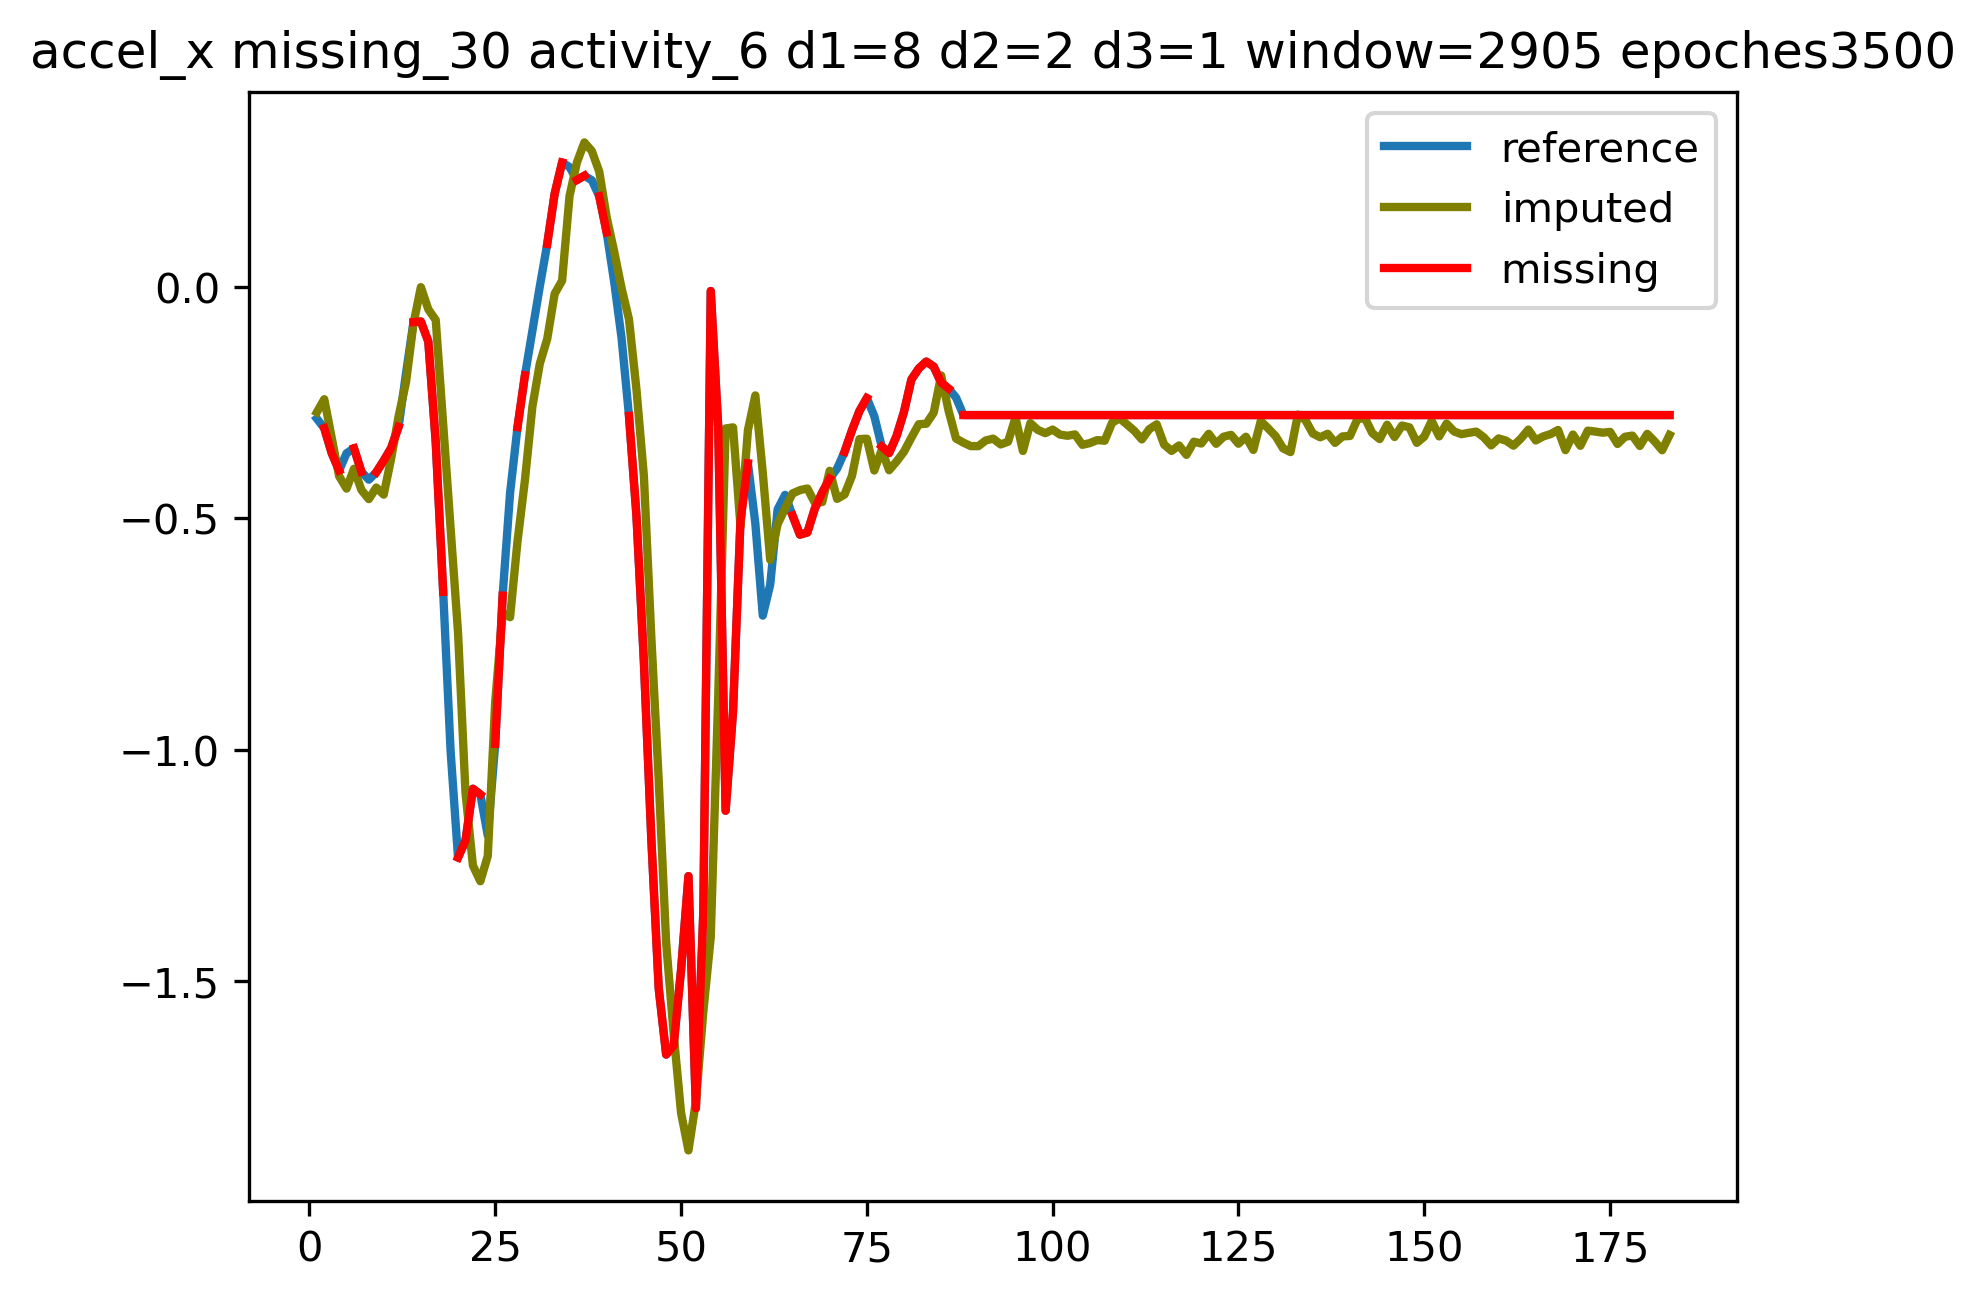 accel_x missing_30 activity_6 d1=8 d2=2 d3=1 window=2905 epoches3500
reference
imputed
missing
0.0
−0.5
−1.0
−1.5
0 25 50 75 100 125 150 175